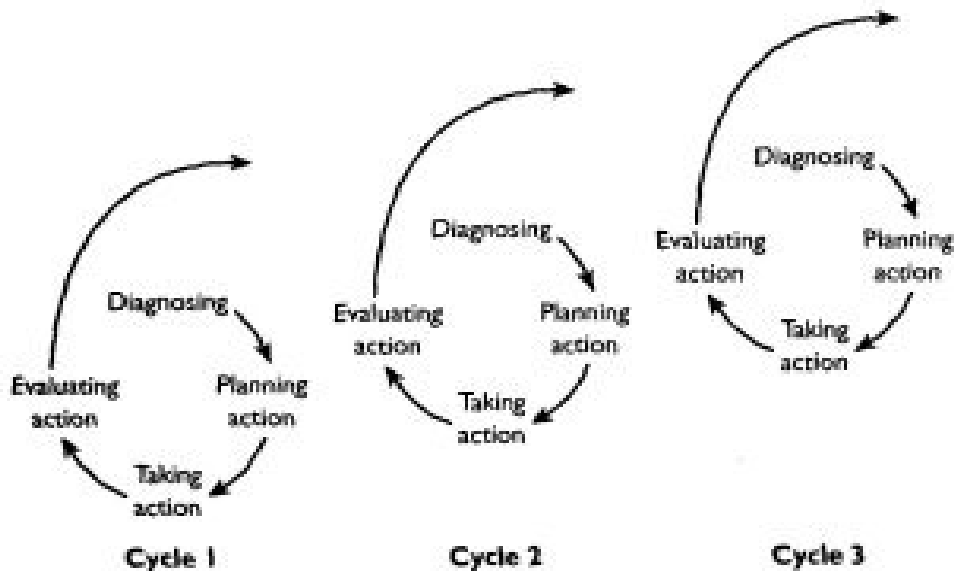 Diagnosing
Evaluating
action
Planning
action
Taking
action
Cycle 1
Diagnosing
Evaluating
action
Planning
action
Taking
action
Cycle 2
Diagnosing
Evaluating
action
Planning
action
Taking
action
Cycle 3